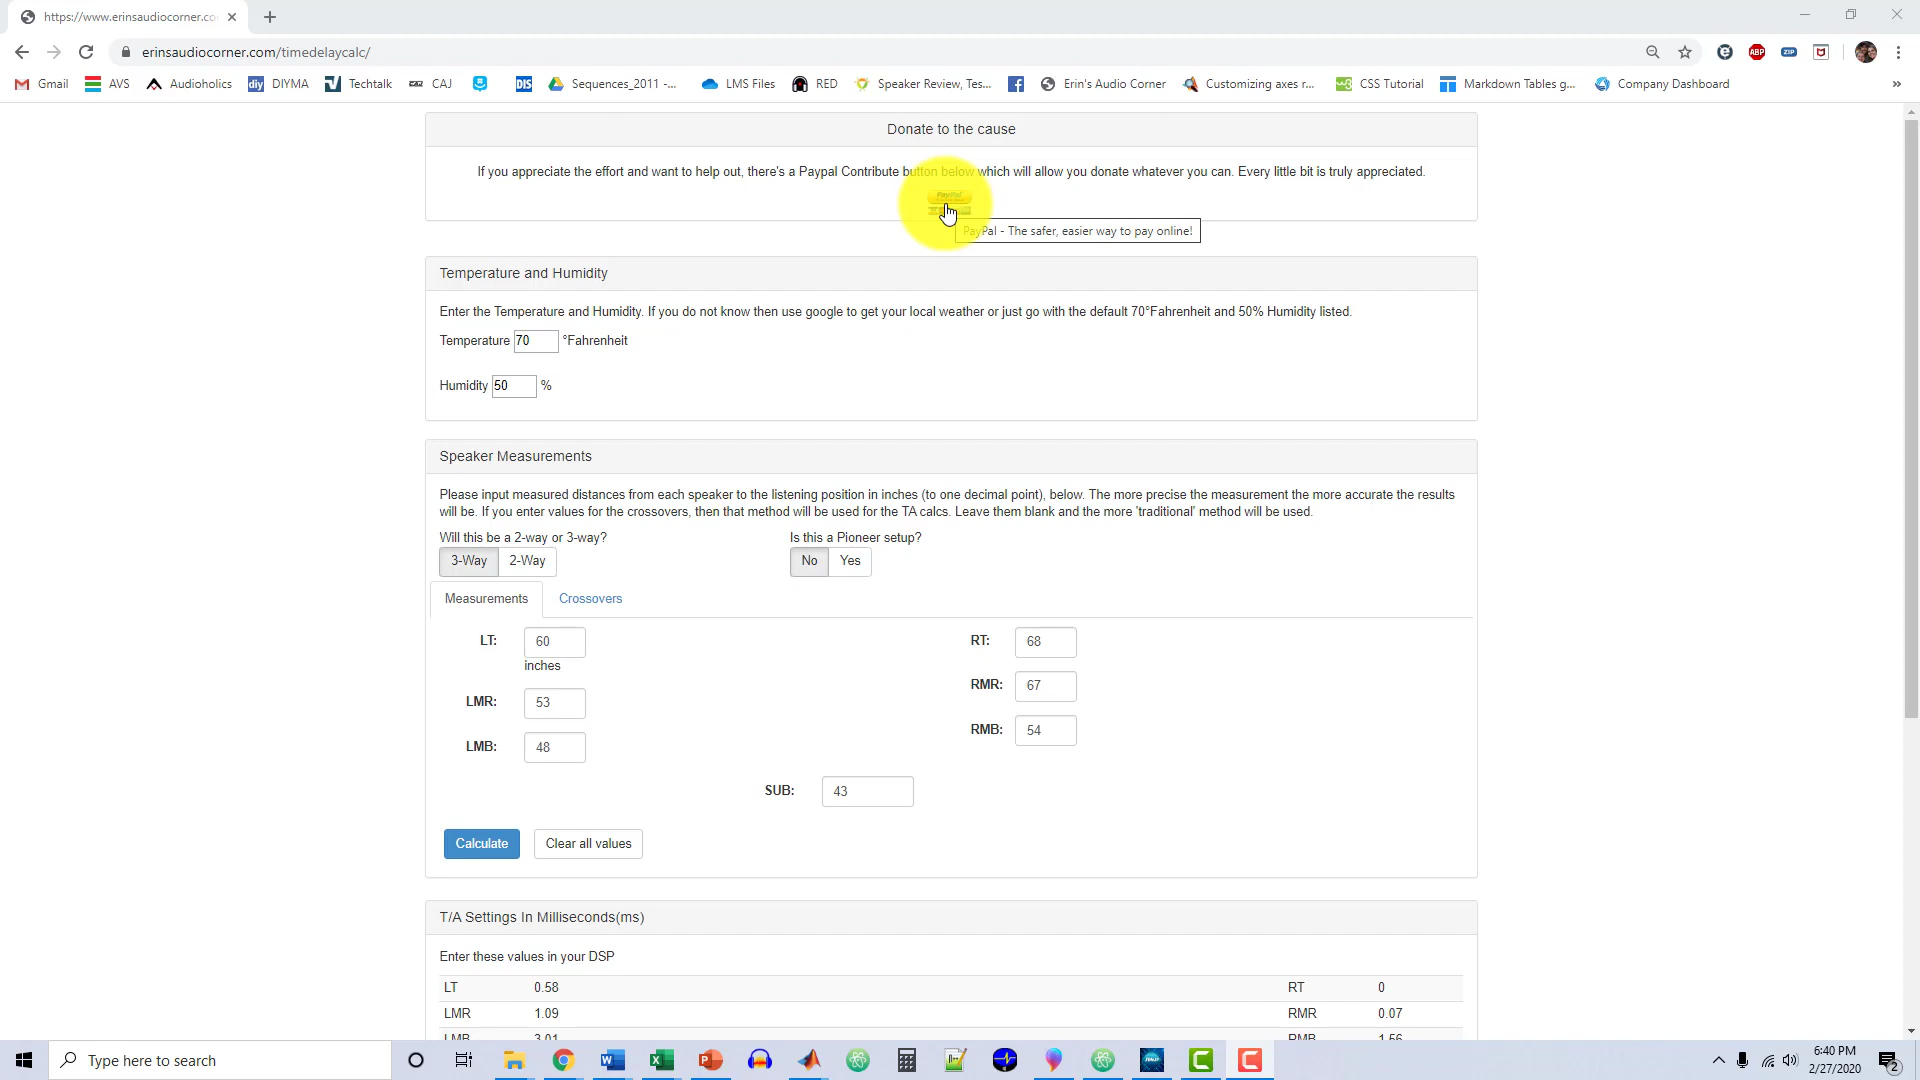 https://www.erinsaudiocorner.co
erinsaudiocorner.com/timedelaycalc/
ABP
ZIP
Gmail
AVS
Audioholics
diy
DIYMA
Techtalk
CAJ
DIS
Sequences_2011 -...
LMS Files
RED
Speaker Review, Tes...
Erin's Audio Corner
Customizing axes r...
CSS Tutorial
Markdown Tables g...
Company Dashboard
»
Donate to the cause
If you appreciate the effort and want to help out, there's a Paypal Contribute button below which will allow you donate whatever you can. Every little bit is truly appreciated.
PayPal
PayPal - The safer, easier way to pay online!
Temperature and Humidity
Enter the Temperature and Humidity. If you do not know then use google to get your local weather or just go with the default 70°Fahrenheit and 50% Humidity listed.
Temperature 70 °Fahrenheit
Humidity 50 %
Speaker Measurements
Please input measured distances from each speaker to the listening position in inches (to one decimal point), below. The more precise the measurement the more accurate the results
will be. If you enter values for the crossovers, then that method will be used for the TA calcs. Leave them blank and the more 'traditional' method will be used.
Will this be a 2-way or 3-way?
Is this a Pioneer setup?
3-Way 2-Way
No Yes
Measurements Crossovers
LT: 60
inches
RT: 68
LMR: 53
RMR: 67
LMB: 48
RMB: 54
SUB: 43
Calculate Clear all values
T/A Settings In Milliseconds(ms)
Enter these values in your DSP
LT 0.58 RT 0
LMR 1.09 RMR 0.07
LMB 3.01 RMB 1.56
Type here to search
6:40 PM
2/27/2020
2